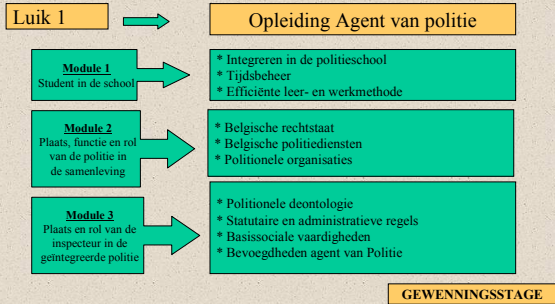 Luik 1
Opleiding Agent van politie
Module 1
Student in de school
* Integreren in de politieschool
* Tijdsbeheer
* Efficiënte leer- en werkmethode
Module 2
Plaats, functie en rol
van de politie in
de samenleving
* Belgische rechtstaat
* Belgische politiediensten
* Politionele organisaties
Module 3
Plaats en rol van de
inspecteur in de
geïntegreerde politie
* Politionele deontologie
* Statutaire en administratieve regels
* Basissociale vaardigheden
* Bevoegdheden agent van Politie
GEWENNINGSSTAGE